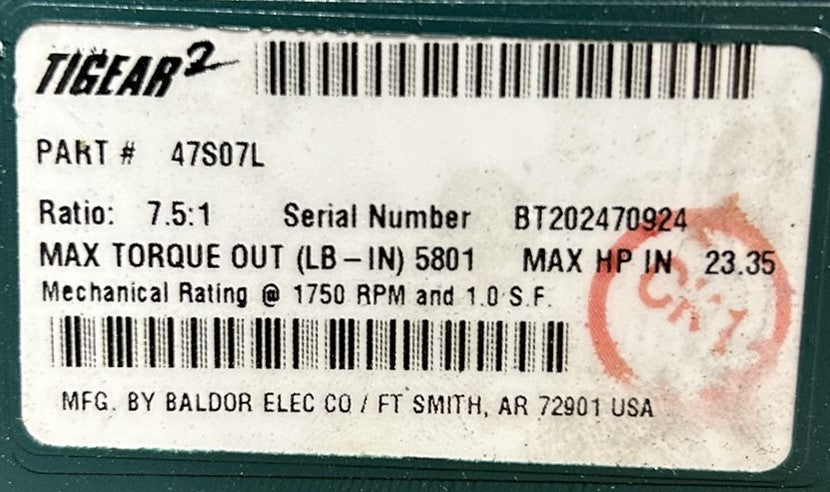 TIGEAR2
PART # 47S07L
Ratio: 7.5:1 Serial Number BT202470924
MAX TORQUE OUT (LB-IN) 5801 MAX HP IN 23.35
Mechanical Rating @ 1750 RPM and 1.0 S.F.
CK1
MFG. BY BALDOR ELEC CO / FT SMITH, AR 72901 USA